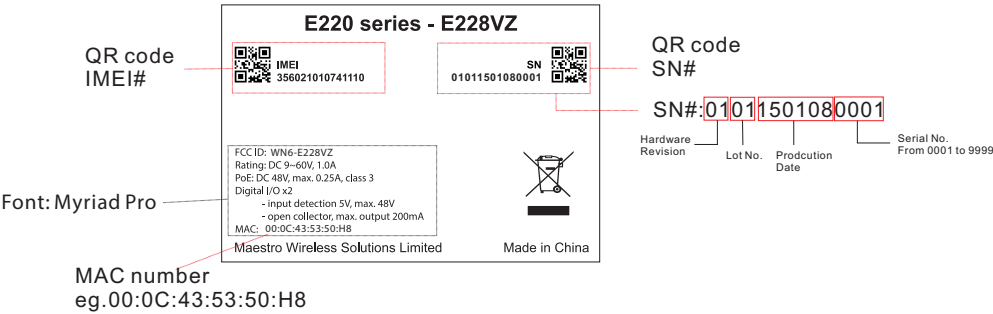 E220 series - E228VZ
QR code
IMEI#
IMEI
356021010741110
SN
01011501080001
QR code
SN#
SN#:01011501080001
Hardware
Revision
Lot No.
Prodcution
Date
Serial No.
From 0001 to 9999
FCC ID: WN6-E228VZ
Rating: DC 9~60V, 1.0A
PoE: DC 48V, max. 0.25A, class 3
Digital I/O x2
- input detection 5V, max. 48V
- open collector, max. output 200mA
MAC: 00:0C:43:53:50:H8
Font: Myriad Pro
Maestro Wireless Solutions Limited
Made in China
MAC number
eg.00:0C:43:53:50:H8